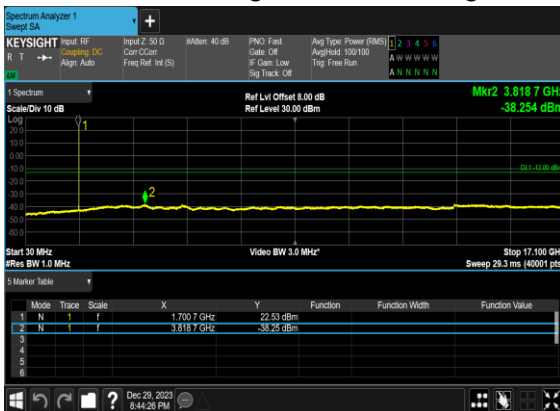 Spectrum Analyzer 1
Swept SA
KEYSIGHT Input: RF Input Z: 50 Ω #Atten: 40 dB PNO: Fast Avg Type: Power (RMS) 1 2 3 4 5 6
R T Coupling: DC Corr CCorr Gate: Off Avg|Hold: 100/100 A W W W W W
Align: Auto Freq Ref: Int (S) IF Gain: Low Trig: Free Run
Sig Track: Off A N N N N N
LV
1 Spectrum Ref Lvl Offset 8.00 dB Mkr2 3.818 7 GHz
Scale/Div 10 dB Ref Level 30.00 dBm -38.254 dBm
Log
20.0 1
10.0
0.00
-10.0 DL1 -13.00 dBm
-20.0
-30.0 2
-40.0
-50.0
-60.0
Start 30 MHz Video BW 3.0 MHz* Stop 17.100 GHz
#Res BW 1.0 MHz Sweep 29.3 ms (40001 pts
5 Marker Table
Mode Trace Scale X Y Function Function Width Function Value
1 N 1 f 1.700 7 GHz 22.53 dBm
2 N 1 f 3.818 7 GHz -38.25 dBm
3
4
5
6
? Dec 29, 2023
8:44:26 PM